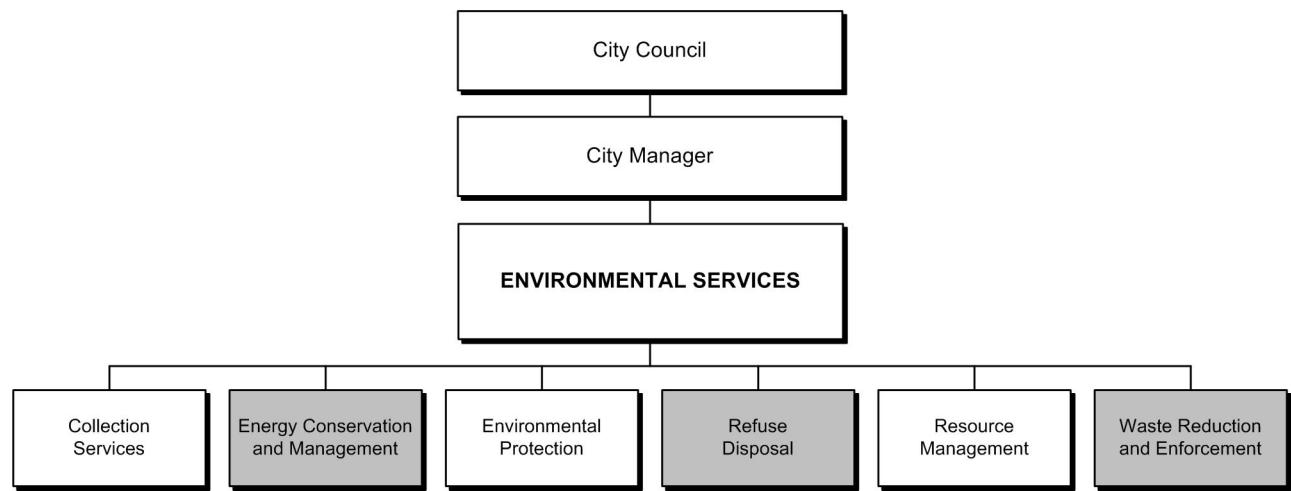 City Council
City Manager
ENVIRONMENTAL SERVICES
Collection
Services
Energy Conservation
and Management
Environmental
Protection
Refuse
Disposal
Resource
Management
Waste Reduction
and Enforcement